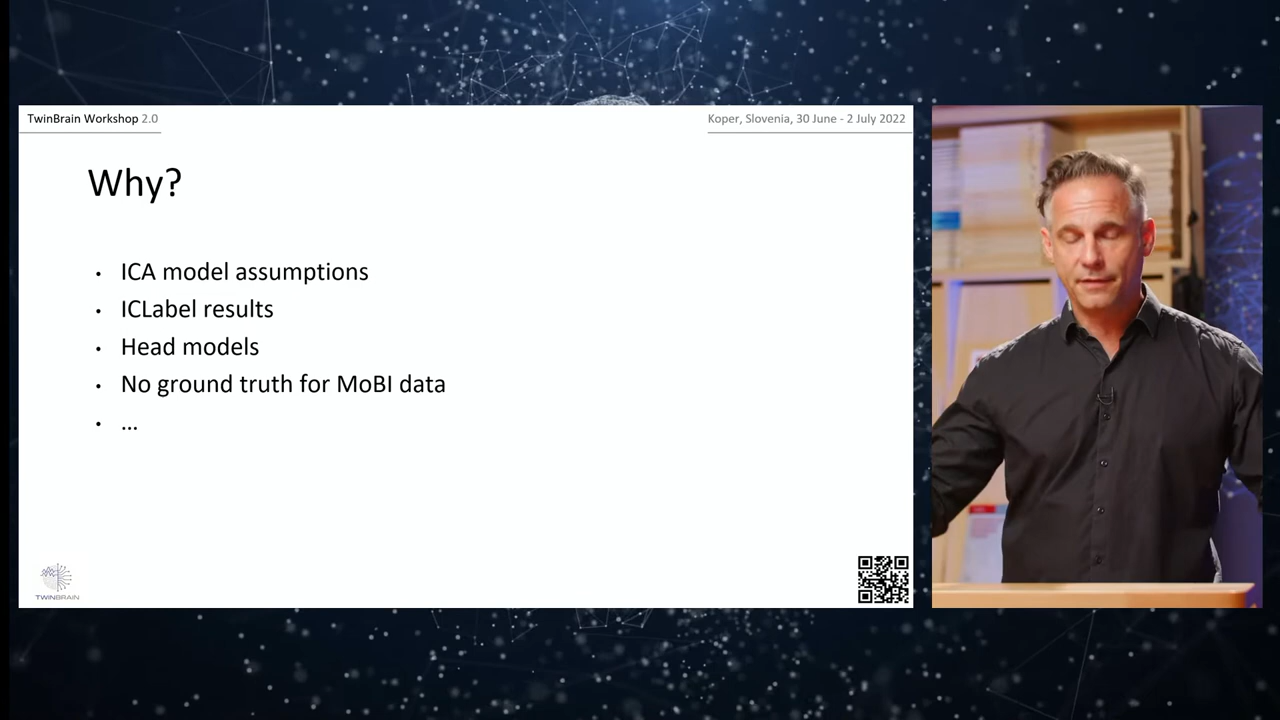 TwinBrain Workshop 2.0
Koper, Slovenia, 30 June - 2 July 2022
Why?
• ICA model assumptions
• ICLabel results
• Head models
• No ground truth for MoBI data
• ...
TWINBRAIN